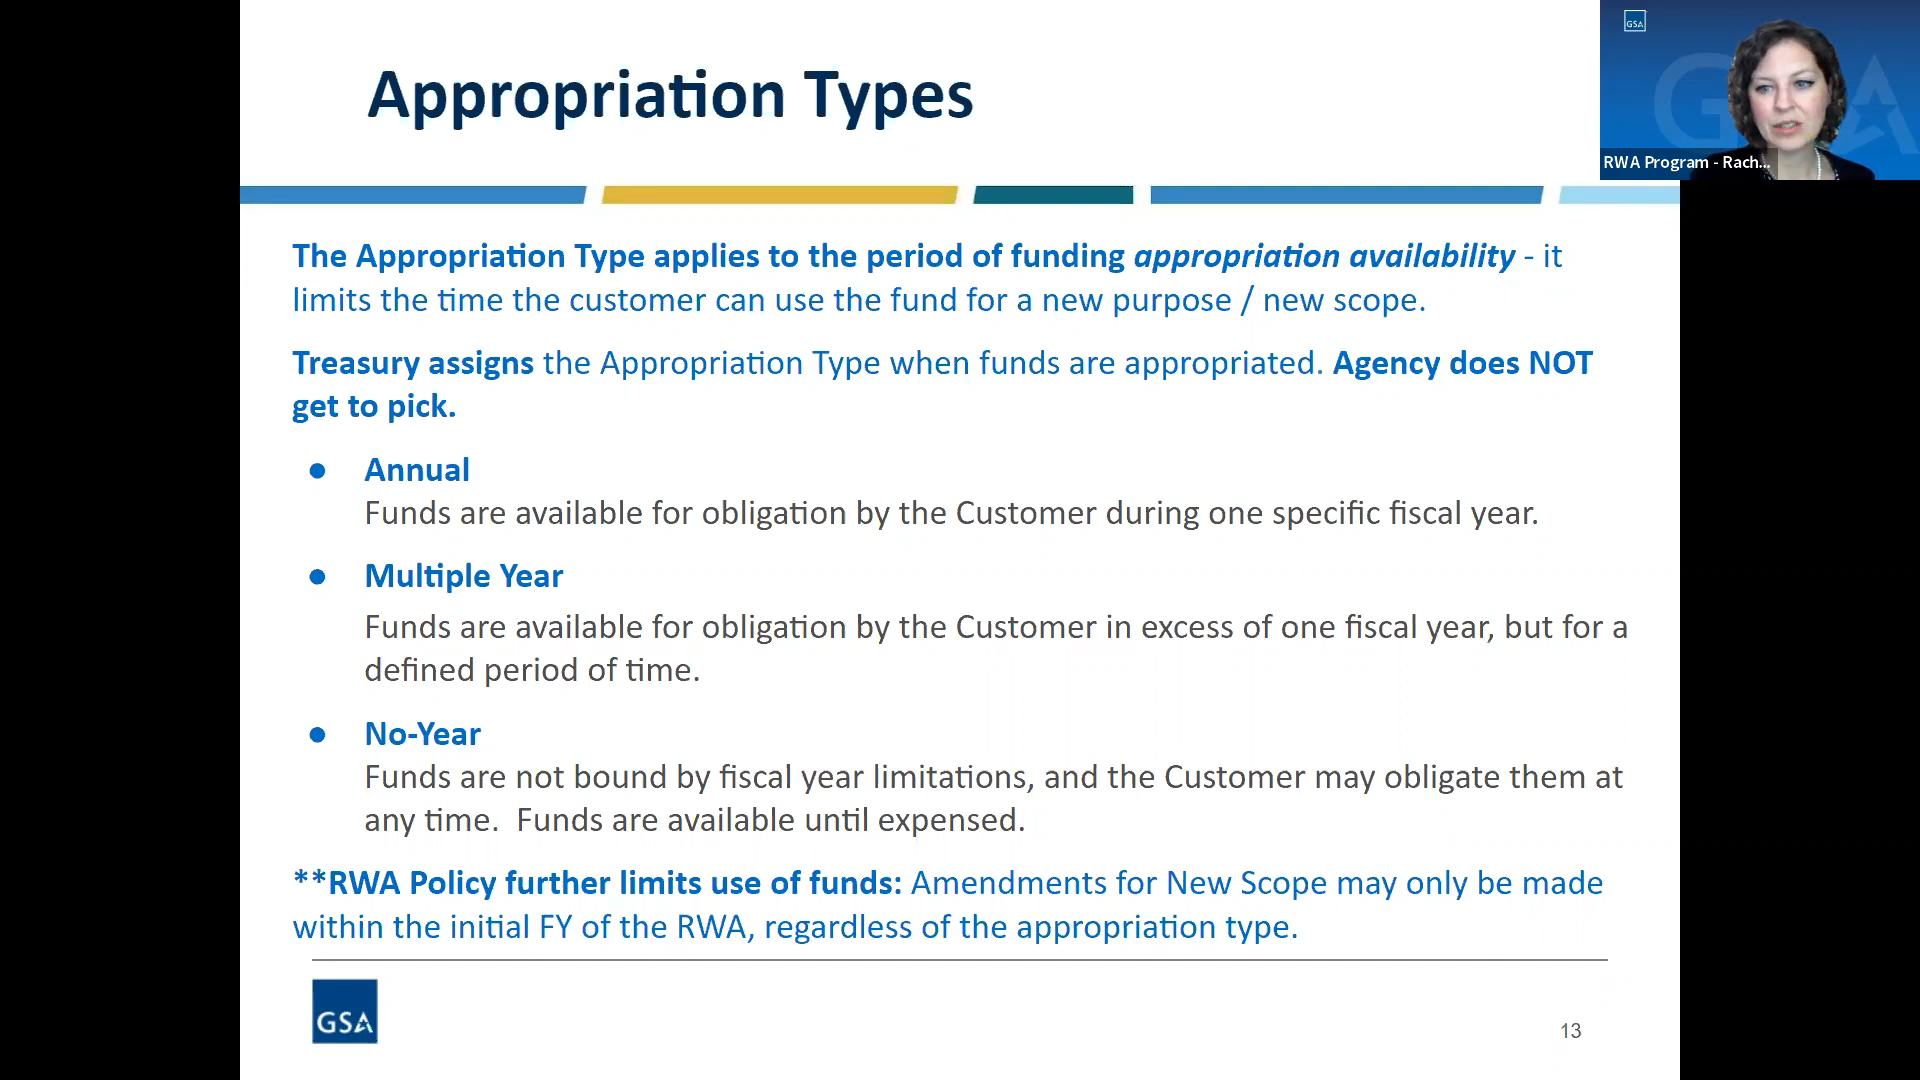 Appropriation Types
GSA
GSA
RWA Program - Rach...
The Appropriation Type applies to the period of funding appropriation availability - it
limits the time the customer can use the fund for a new purpose / new scope.
Treasury assigns the Appropriation Type when funds are appropriated. Agency does NOT
get to pick.
● Annual
Funds are available for obligation by the Customer during one specific fiscal year.
● Multiple Year
Funds are available for obligation by the Customer in excess of one fiscal year, but for a
defined period of time.
● No-Year
Funds are not bound by fiscal year limitations, and the Customer may obligate them at
any time.  Funds are available until expensed.
**RWA Policy further limits use of funds: Amendments for New Scope may only be made
within the initial FY of the RWA, regardless of the appropriation type.
GSA
13